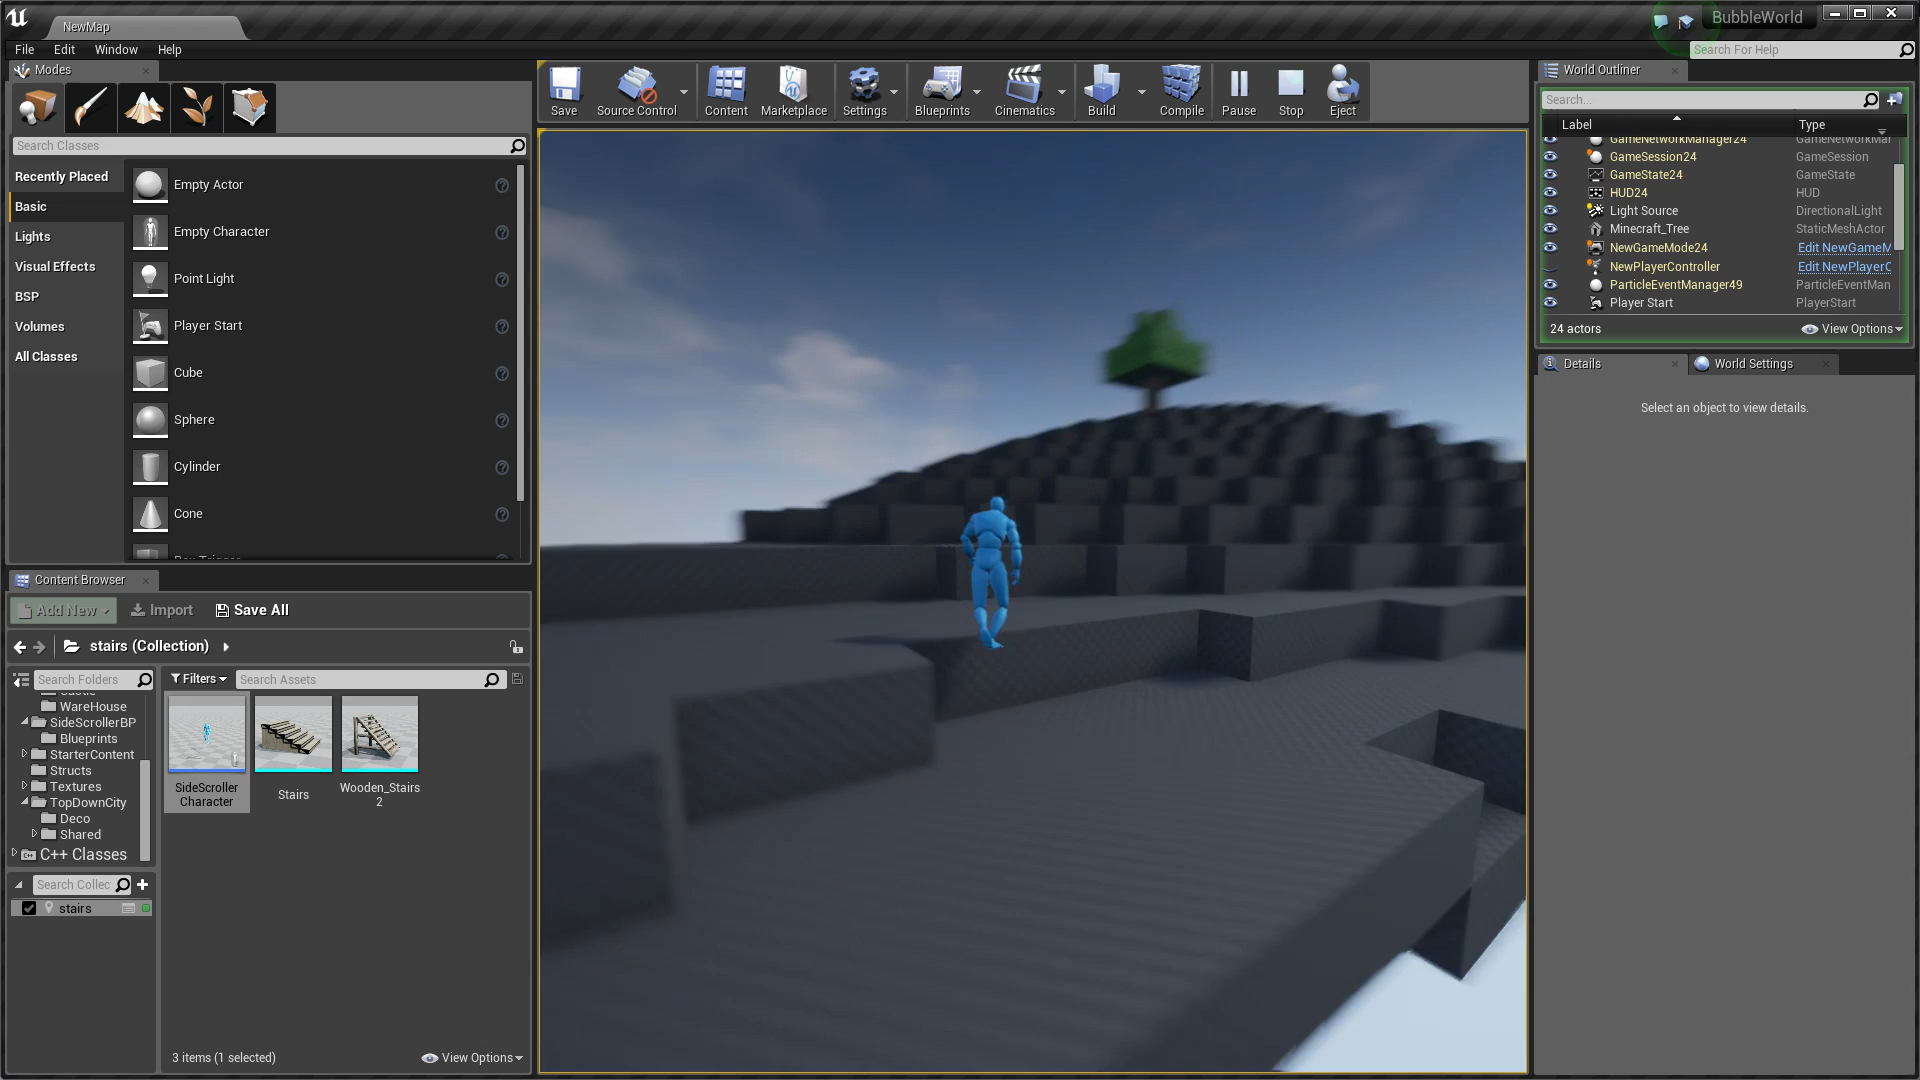 NewMap
BubbleWorld
File Edit Window Help
Search For Help
Modes
Search Classes
Recently Placed
Basic
Lights
Visual Effects
BSP
Volumes
All Classes
Empty Actor
Empty Character
Point Light
Player Start
Cube
Sphere
Cylinder
Cone
Save
Source Control
Content
Marketplace
Settings
Blueprints
Cinematics
Build
Compile
Pause
Stop
Eject
World Outliner
Search...
Label Type
GameNetworkManager24 GameNetworkMar
GameSession24 GameSession
GameState24 GameState
HUD24 HUD
Light Source DirectionalLight
Minecraft_Tree StaticMeshActor
NewGameMode24 Edit NewGameM
NewPlayerController Edit NewPlayerC
ParticleEventManager49 ParticleEventMan
Player Start PlayerStart
24 actors View Options
Details
World Settings
Select an object to view details.
Content Browser
Add New Import Save All
stairs (Collection)
Search Folders
WareHouse
SideScrollerBP
Blueprints
StarterContent
Structs
Textures
TopDownCity
Deco
Shared
C++ Classes
Search Collec
stairs
Filters Search Assets
SideScroller
Character
Stairs
Wooden_Stairs
2
3 items (1 selected) View Options